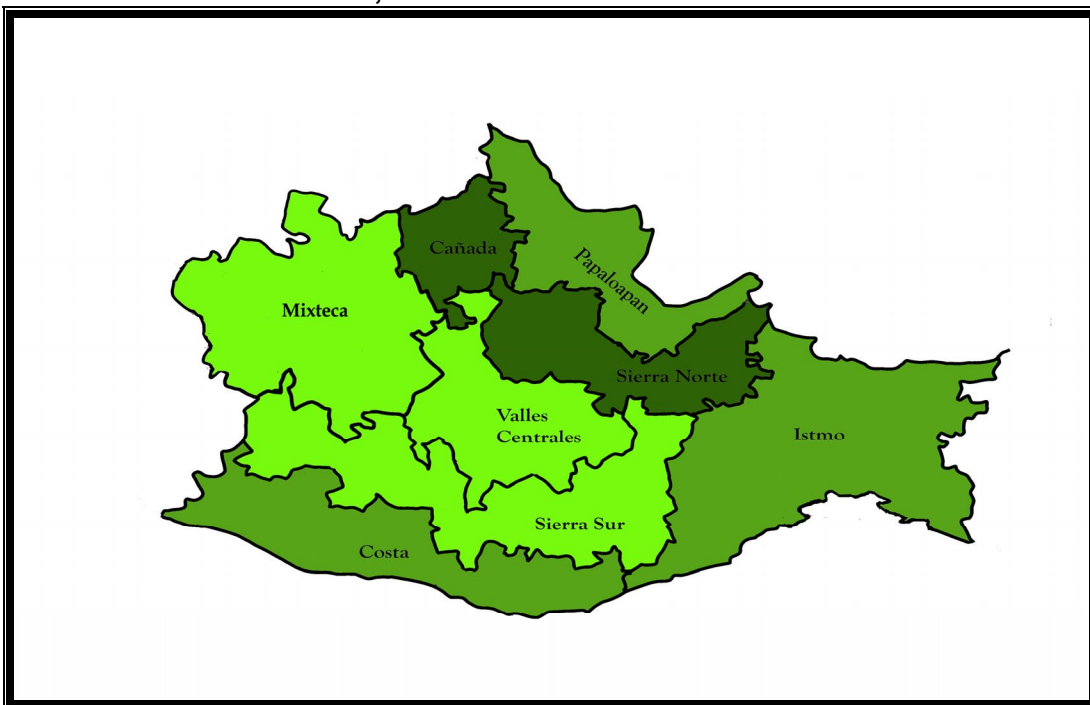 Cañada
Papaloapan
Mixteca
Sierra Norte
Valles
Centrales
Istmo
Sierra Sur
Costa